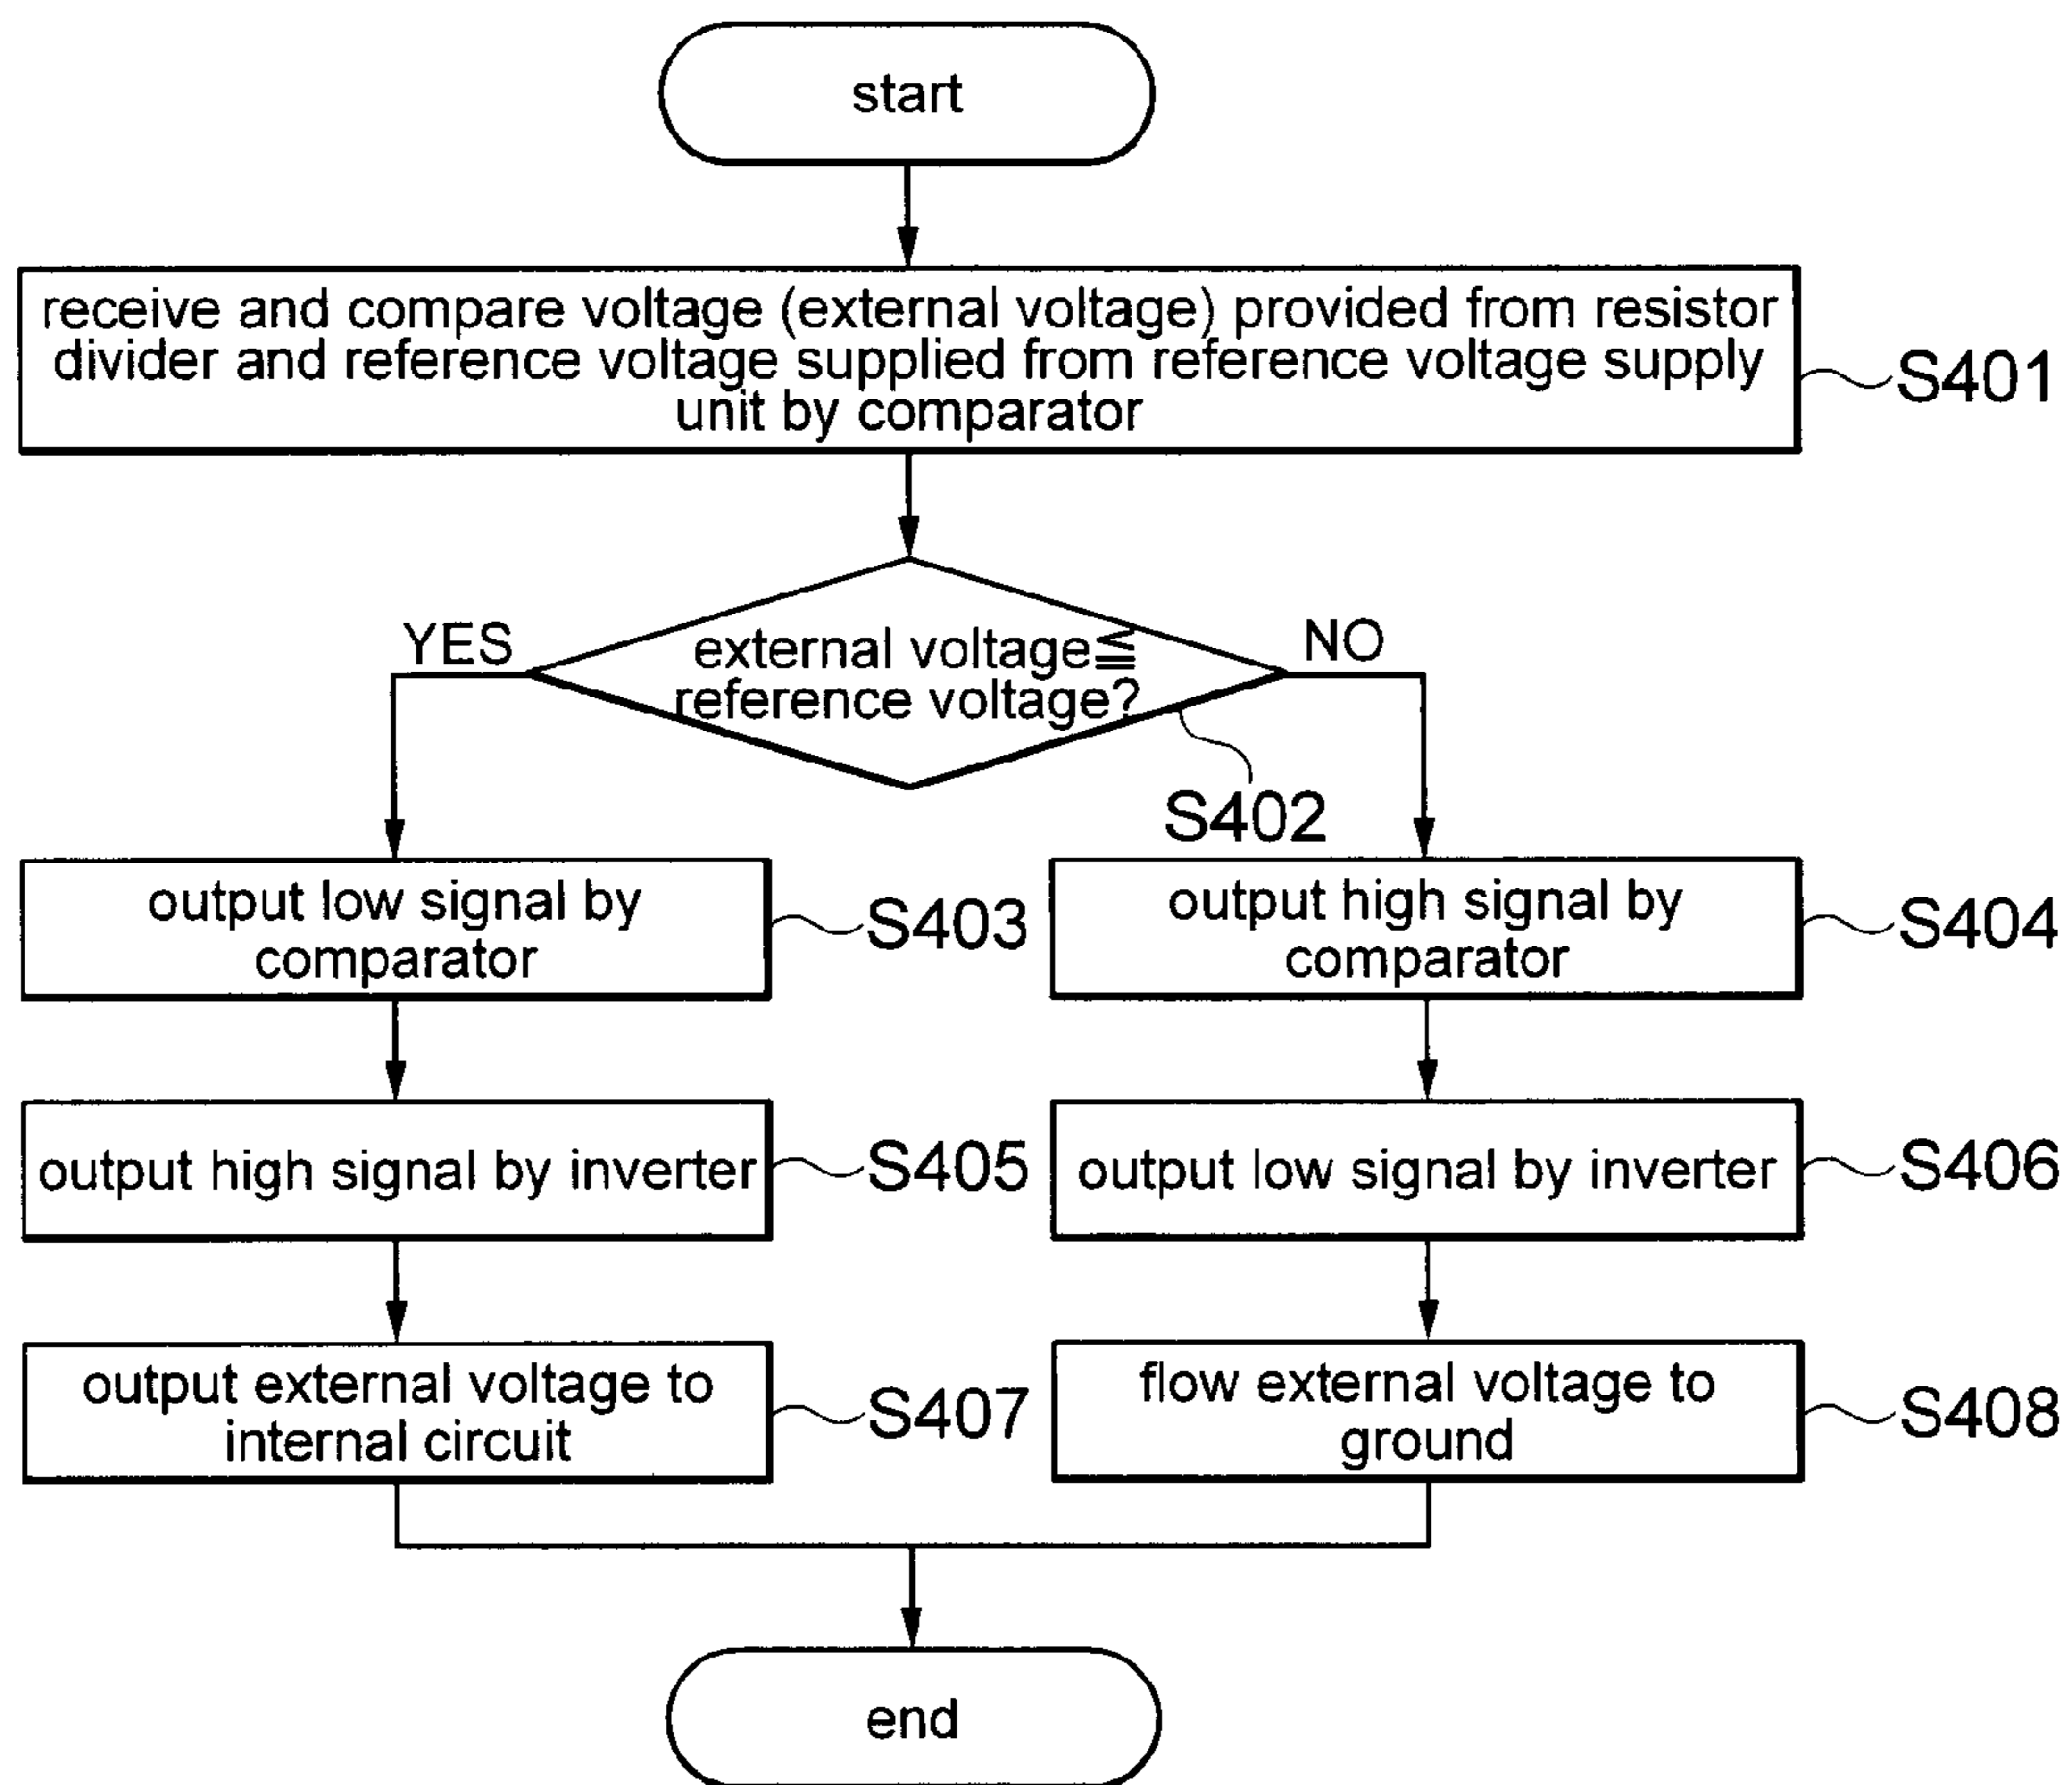 start
receive and compare voltage (external voltage) provided from resistor
divider and reference voltage supplied from reference voltage supply
unit by comparator
S401
YES
external voltage≦
reference voltage?
NO
S402
output low signal by
comparator
S403
output high signal by
comparator
S404
output high signal by inverter
S405
output low signal by inverter
S406
output external voltage to
internal circuit
S407
flow external voltage to
ground
S408
end